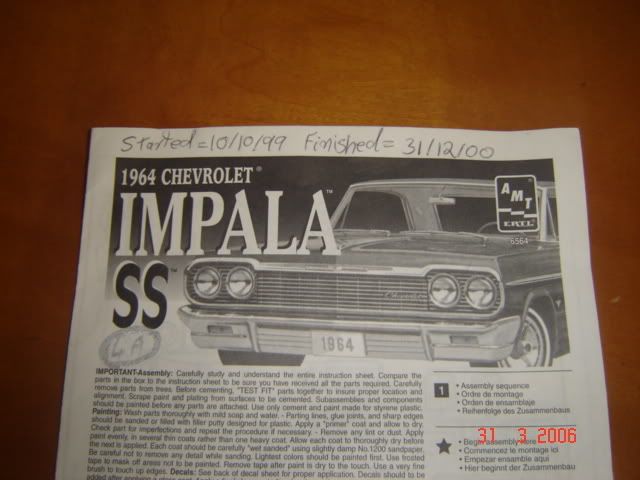 Started = 10/10/99 Finished = 31/12/00
1964 CHEVROLET®
IMPALA™
SS™
AMT
ERTL
6564
Chevrolet
1964
IMPORTANT-Assembly: Carefully study and understand the entire instruction sheet. Compare the
parts in the box to the instruction sheet to be sure you have received all the parts required. Carefully
remove parts from trees. Before cementing, "TEST FIT" parts together to insure proper location and
alignment. Scrape paint and plating from surfaces to be cemented. Subassemblies and components
should be painted before any parts are attached. Use only cement and paint made for styrene plastic.
Painting: Wash parts thoroughly with mild soap and water. - Parting lines, glue joints, and sharp edges
should be sanded or filled with filler putty designed for plastic. Apply a "primer" coat and allow to dry.
Check part for imperfections and repeat the procedure if necessary. - Remove any lint or dust. Apply
paint evenly, in several thin coats rather than one heavy coat. Allow each coat to thoroughly dry before
the next is applied. Each coat should be carefully "wet sanded" using slightly damp No.1200 sandpaper.
Be careful not to remove any detail while sanding. Lightest colors should be painted first. Use frosted
tape to mask off areas not to be painted. Remove tape after paint is dry to the touch. Use a very fine
brush to touch up edges. Decals: See back of decal sheet for proper application. Decals should be
1
• Assembly sequence
• Ordre de montage
• Orden de ensamblaje
• Reihenfolge des Zusammenbaus
• Begin assembly here
• Commencez le montage ici
• Empezar ensamble aqui
• Hier beginnt der Zusammenbau
31 3 2006